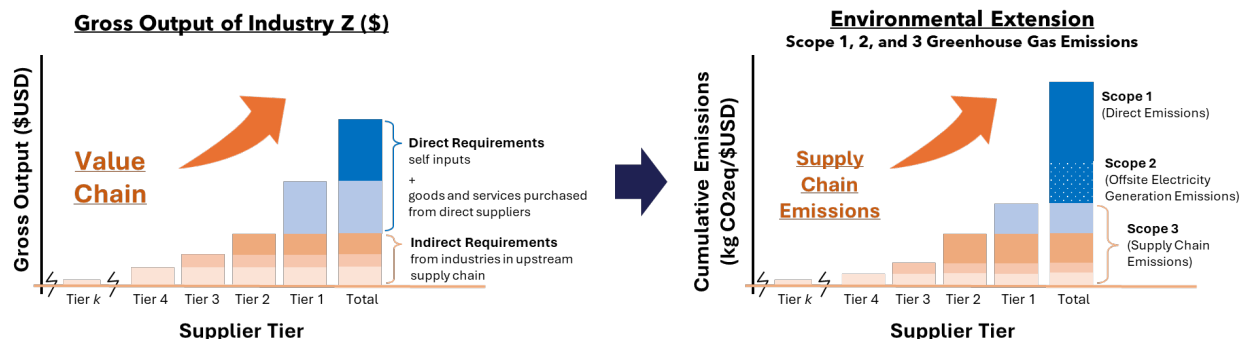 Gross Output of Industry Z ($)
Gross Output ($USD)
Value
Chain
Direct Requirements
self inputs
+
goods and services purchased
from direct suppliers
Indirect Requirements
from industries in upstream
supply chain
Tier k
Tier 4
Tier 3
Tier 2
Tier 1
Total
Supplier Tier
Environmental Extension
Scope 1, 2, and 3 Greenhouse Gas Emissions
Cumulative Emissions
(kg CO2eq/$USD)
Supply
Chain
Emissions
Scope 1
(Direct Emissions)
Scope 2
(Offsite Electricity
Generation Emissions)
Scope 3
(Supply Chain
Emissions)
Tier k
Tier 4
Tier 3
Tier 2
Tier 1
Total
Supplier Tier